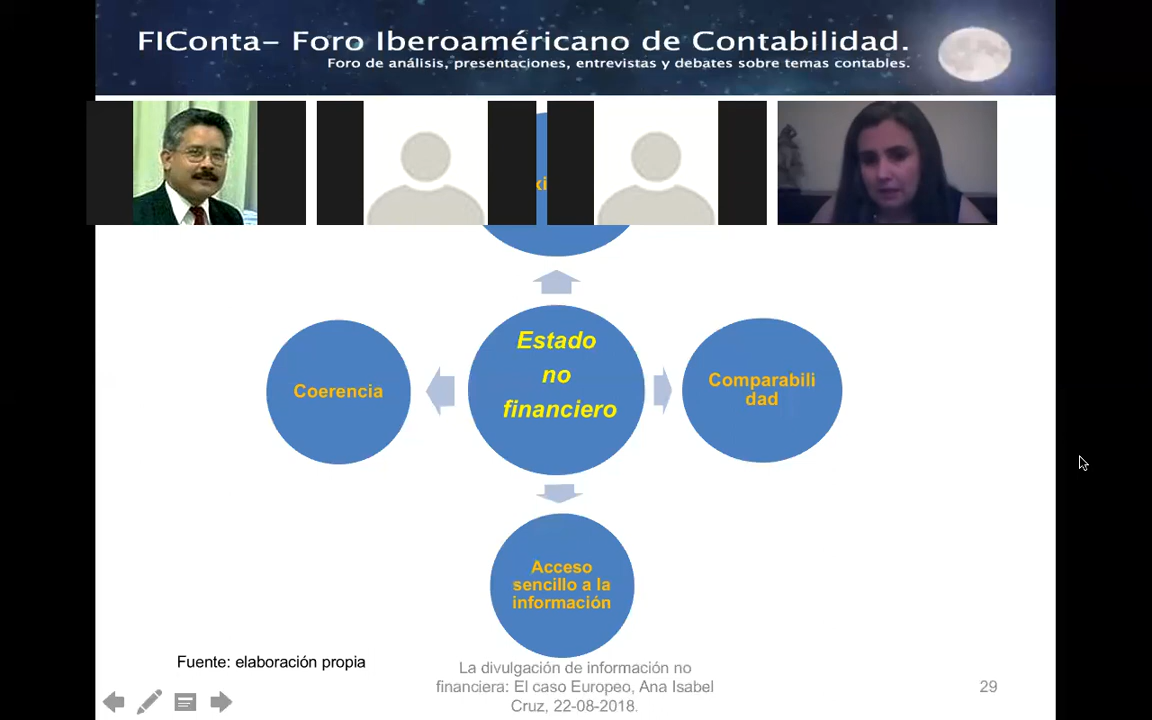 FIConta– Foro Iberoaméricano de Contabilidad.
Foro de análisis, presentaciones, entrevistas y debates sobre temas contables.
Estado
no
financiero
Coerencia
Comparabili
dad
Acceso
sencillo a la
información
Fuente: elaboración propia
La divulgación de información no
financiera: El caso Europeo, Ana Isabel
Cruz, 22-08-2018.
29